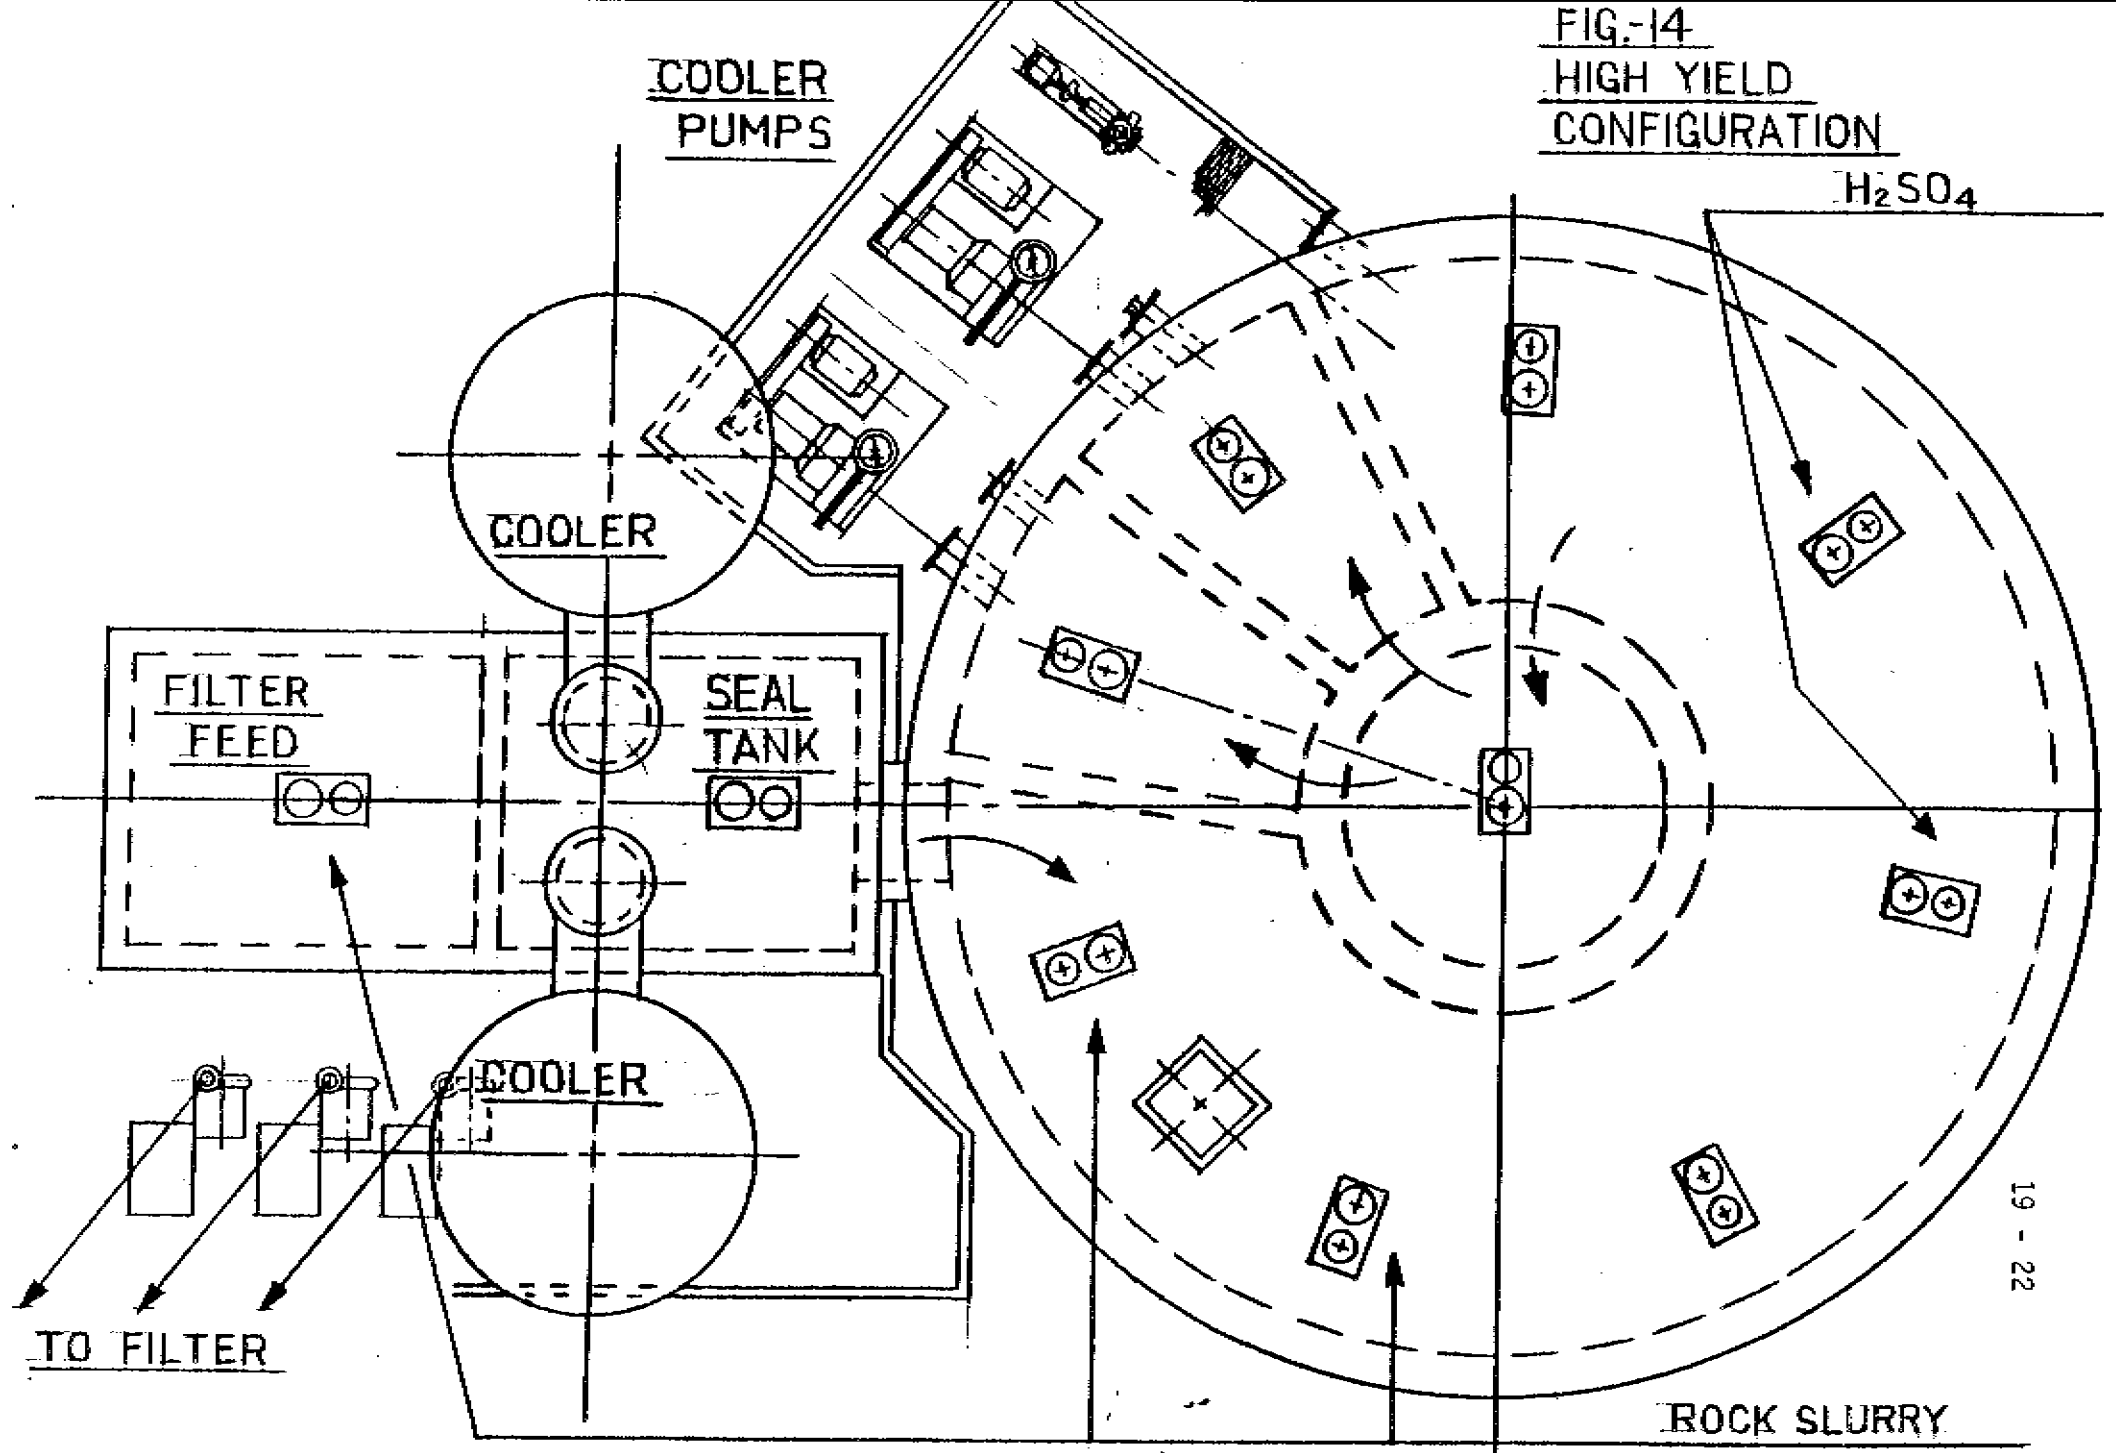 FIG.-14
HIGH YIELD
CONFIGURATION
COOLER
PUMPS
H₂SO₄
COOLER
FILTER
FEED
SEAL
TANK
COOLER
TO FILTER
19 - 22
ROCK SLURRY